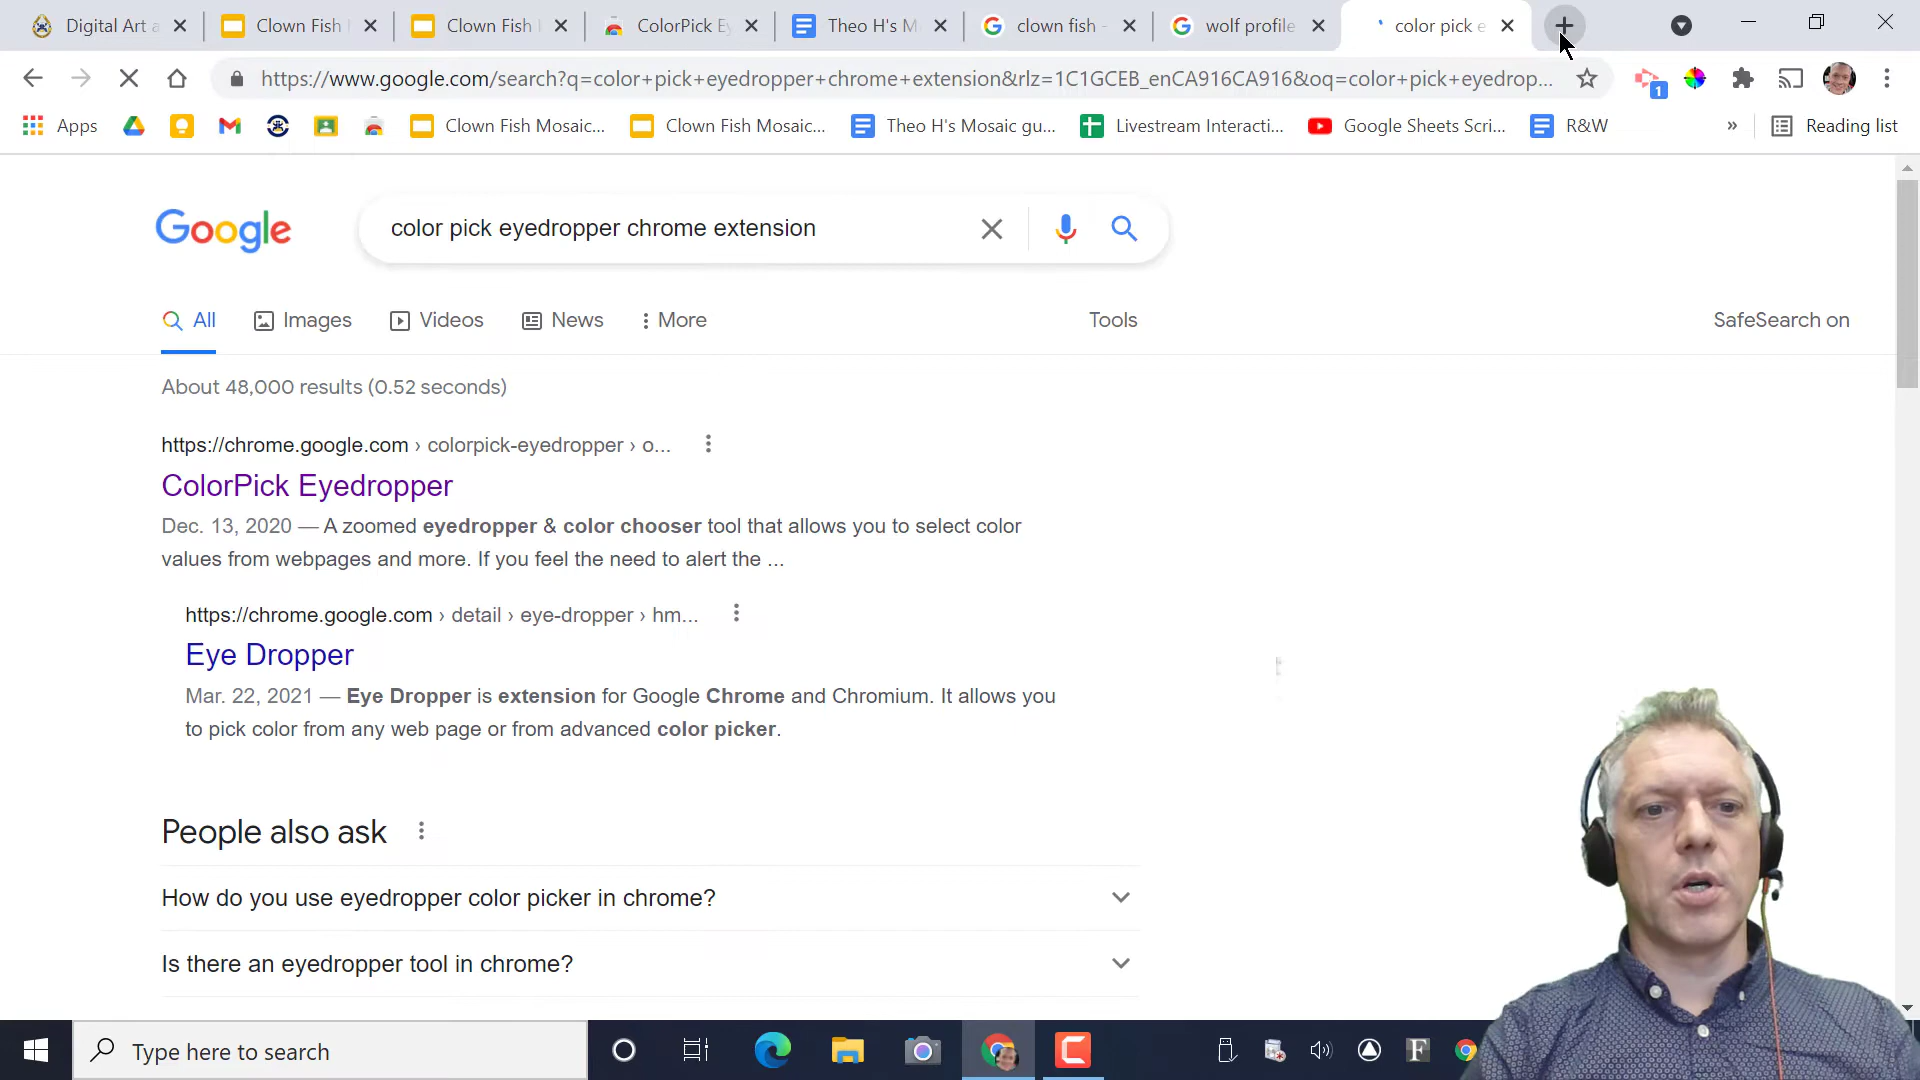 Digital Art a
Clown Fish
Clown Fish
ColorPick Ey
Theo H's M
clown fish -
wolf profile
color pick e
https://www.google.com/search?q=color+pick+eyedropper+chrome+extension&rlz=1C1GCEB_enCA916CA916&oq=color+pick+eyedrop...
1
Apps
Clown Fish Mosaic...
Clown Fish Mosaic...
Theo H's Mosaic gu...
Livestream Interacti...
Google Sheets Scri...
R&W
»
Reading list
Google
color pick eyedropper chrome extension
All
Images
Videos
News
More
Tools
SafeSearch on
About 48,000 results (0.52 seconds)
https://chrome.google.com › colorpick-eyedropper › o...
ColorPick Eyedropper
Dec. 13, 2020 — A zoomed eyedropper & color chooser tool that allows you to select color
values from webpages and more. If you feel the need to alert the ...
https://chrome.google.com › detail › eye-dropper › hm...
Eye Dropper
Mar. 22, 2021 — Eye Dropper is extension for Google Chrome and Chromium. It allows you
to pick color from any web page or from advanced color picker.
People also ask
How do you use eyedropper color picker in chrome?
Is there an eyedropper tool in chrome?
Type here to search
F